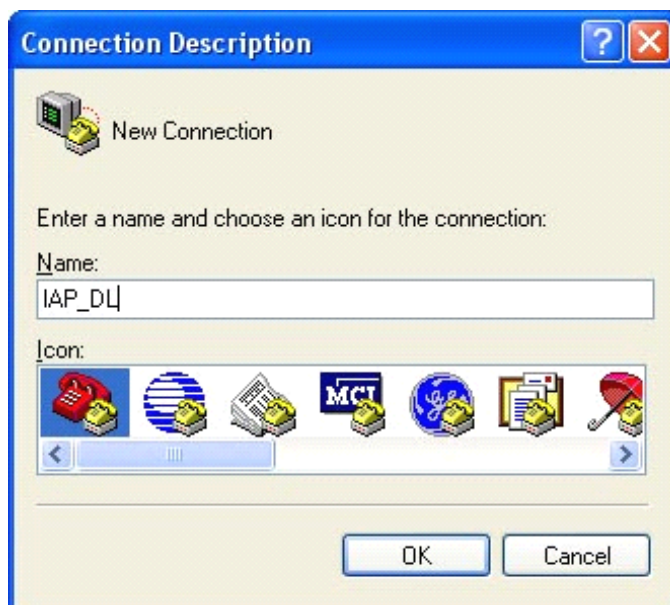 Connection Description
New Connection
Enter a name and choose an icon for the connection:
Name:
IAP_DL
Icon:
MCI
OK
Cancel